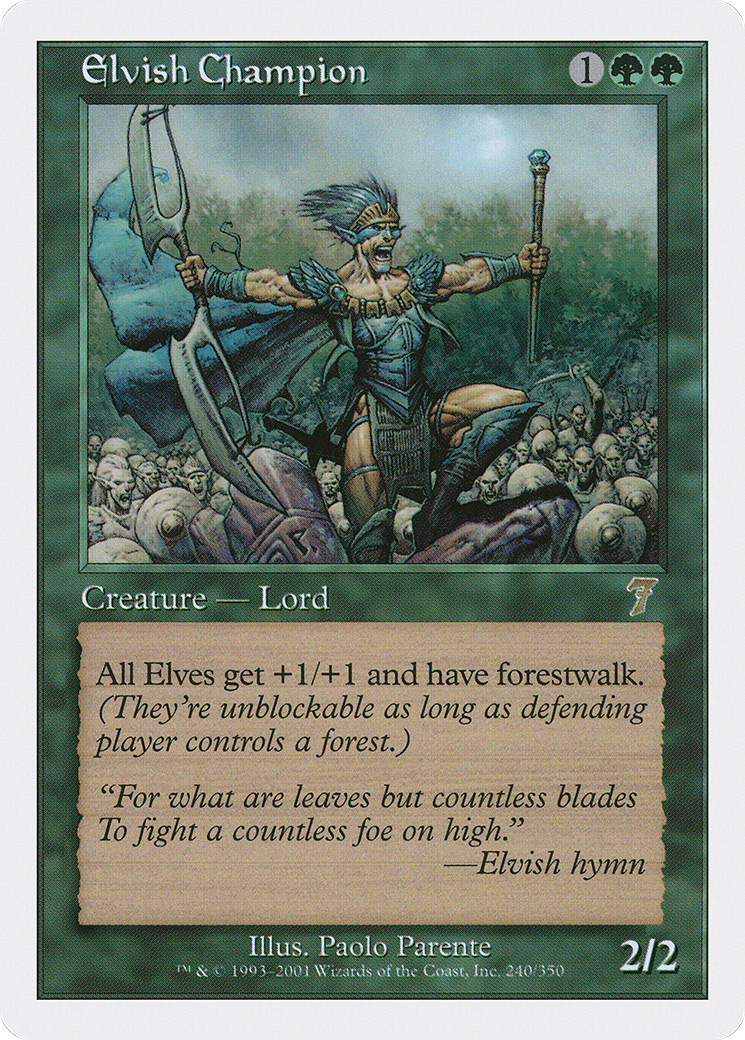 Elvish Champion 1
Creature — Lord 7
All Elves get +1/+1 and have forestwalk.
(They’re unblockable as long as defending
player controls a forest.)
“For what are leaves but countless blades
To fight a countless foe on high.”
—Elvish hymn
Illus. Paolo Parente
™ & © 1993–2001 Wizards of the Coast, Inc. 240/350
2/2